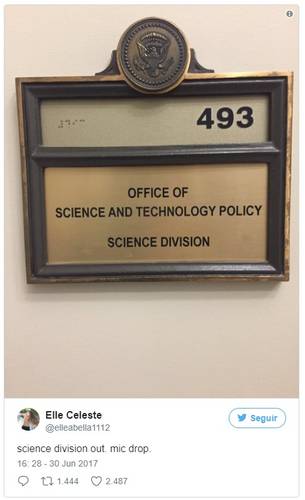 493
OFFICE OF
SCIENCE AND TECHNOLOGY POLICY
SCIENCE DIVISION
Elle Celeste
@elleabella1112
Seguir
science division out. mic drop.
16:28 - 30 Jun 2017
1.444
2.487